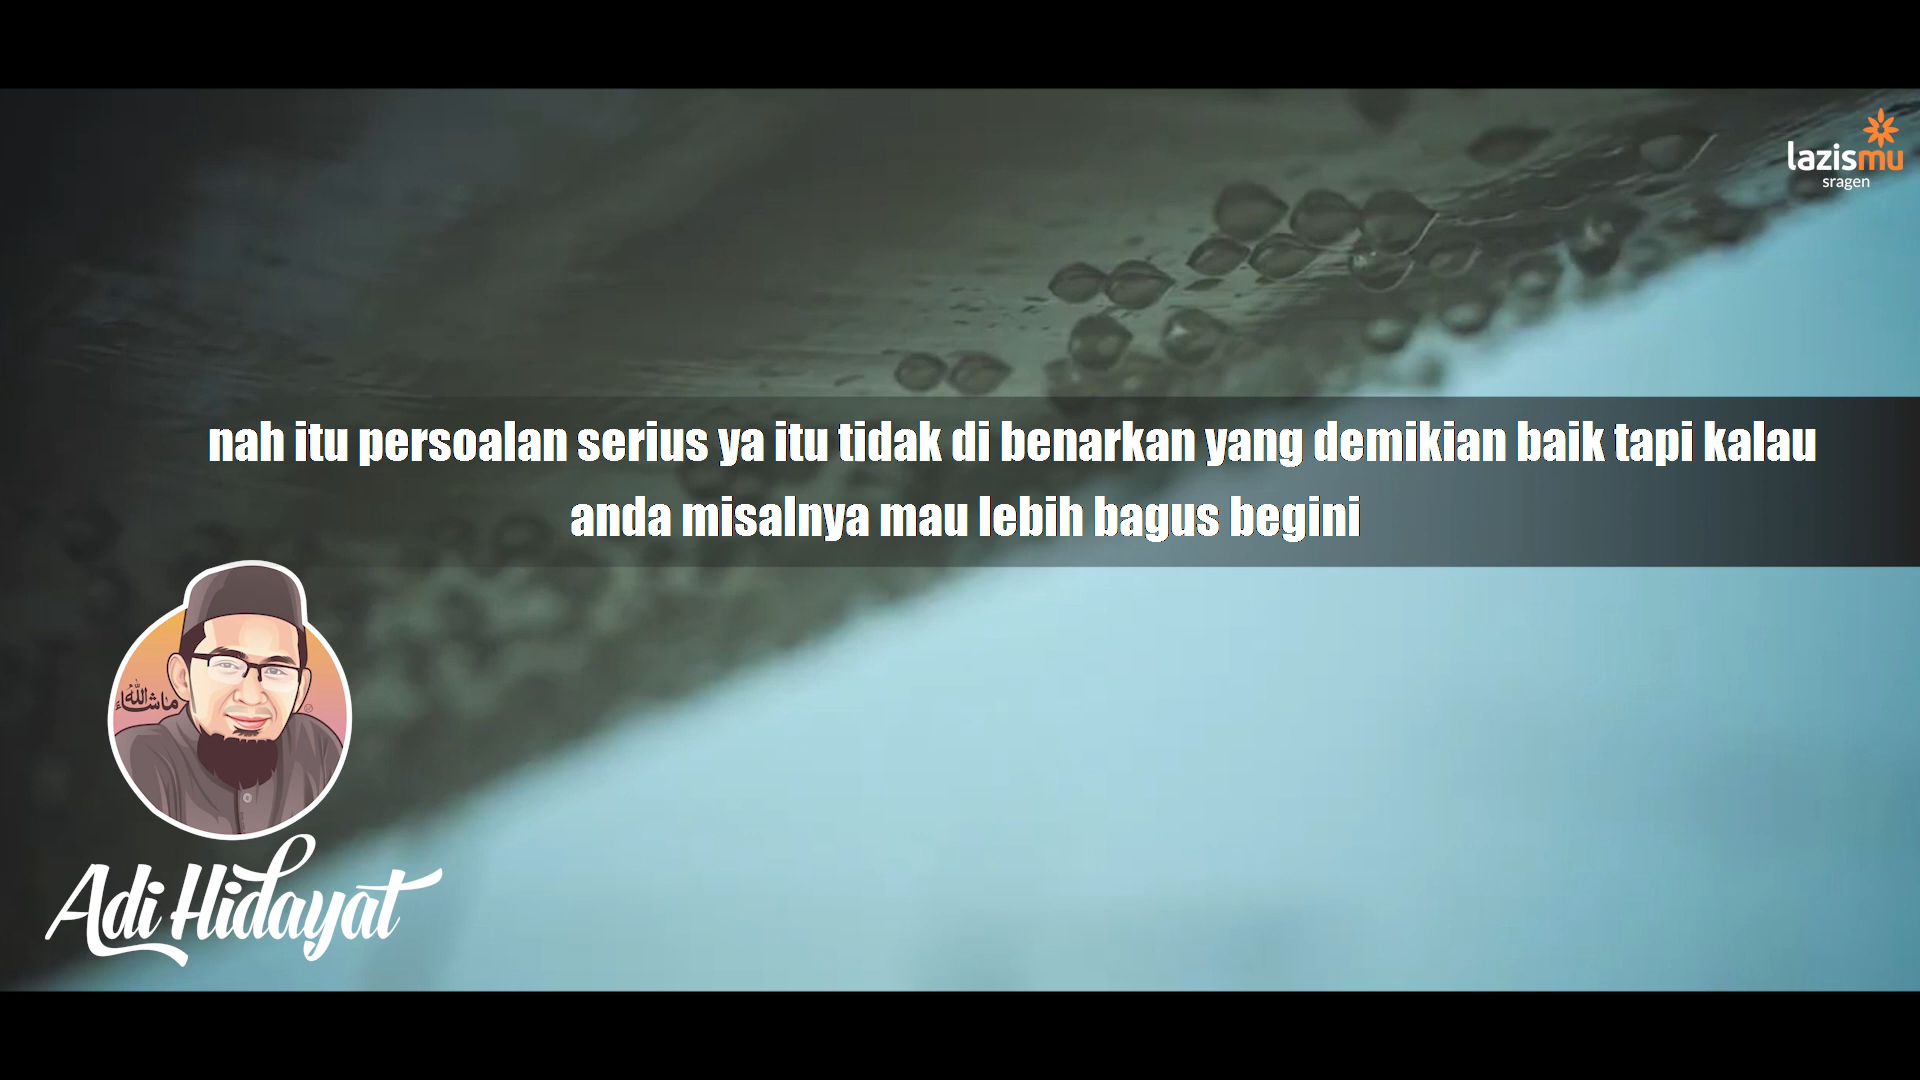 lazismu
sragen
nah itu persoalan serius ya itu tidak di benarkan yang demikian baik tapi kalau
anda misalnya mau lebih bagus begini
ماشاءالله
Adi Hidayat